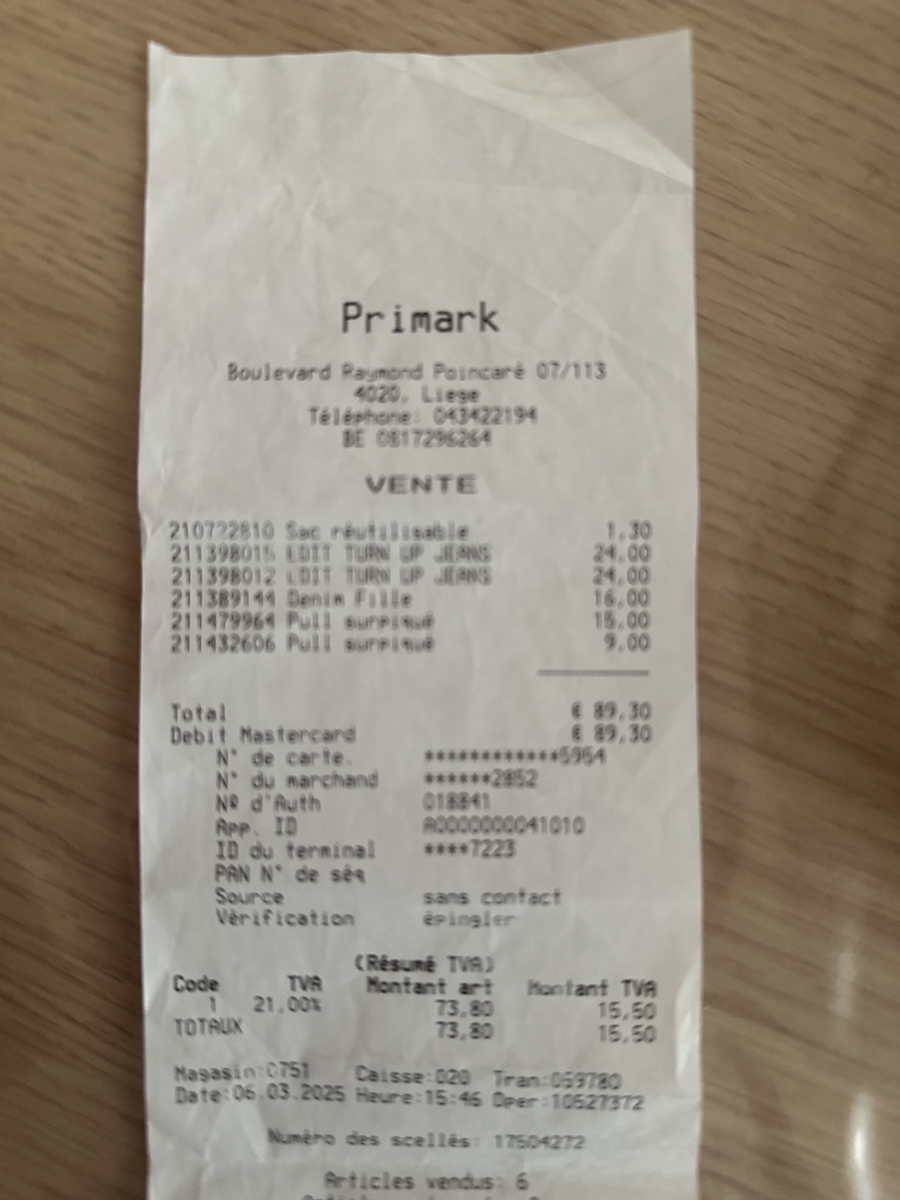 Primark
Boulevard Raymond Poincaré 07/113
4020, Liege
Téléphone: 043422194
BE 0817296264
VENTE
210722810 Sac réutilisable 1,30
211398015 EDIT TURN UP JEANS 24,00
211398012 EDIT TURN UP JEANS 24,00
211389144 Denim Fille 16,00
211479964 Pull surpiqué 15,00
211432606 Pull surpiqué 9,00
Total € 89,30
Debit Mastercard € 89,30
N° de carte. ************5954
N° du marchand ******2852
Nº d'Auth 018841
App. ID A0000000041010
ID du terminal ****7223
PAN N° de séq
Source sans contact
Vérification épingler
(Résumé TVA)
Code TVA Montant art Montant TVA
1 21,00% 73,80 15,50
TOTAUX 73,80 15,50
Magasin:0751 Caisse:020 Tran:059780
Date:06.03.2025 Heure:15:46 Oper:10527372
Numéro des scellés: 17504272
Articles vendus: 6